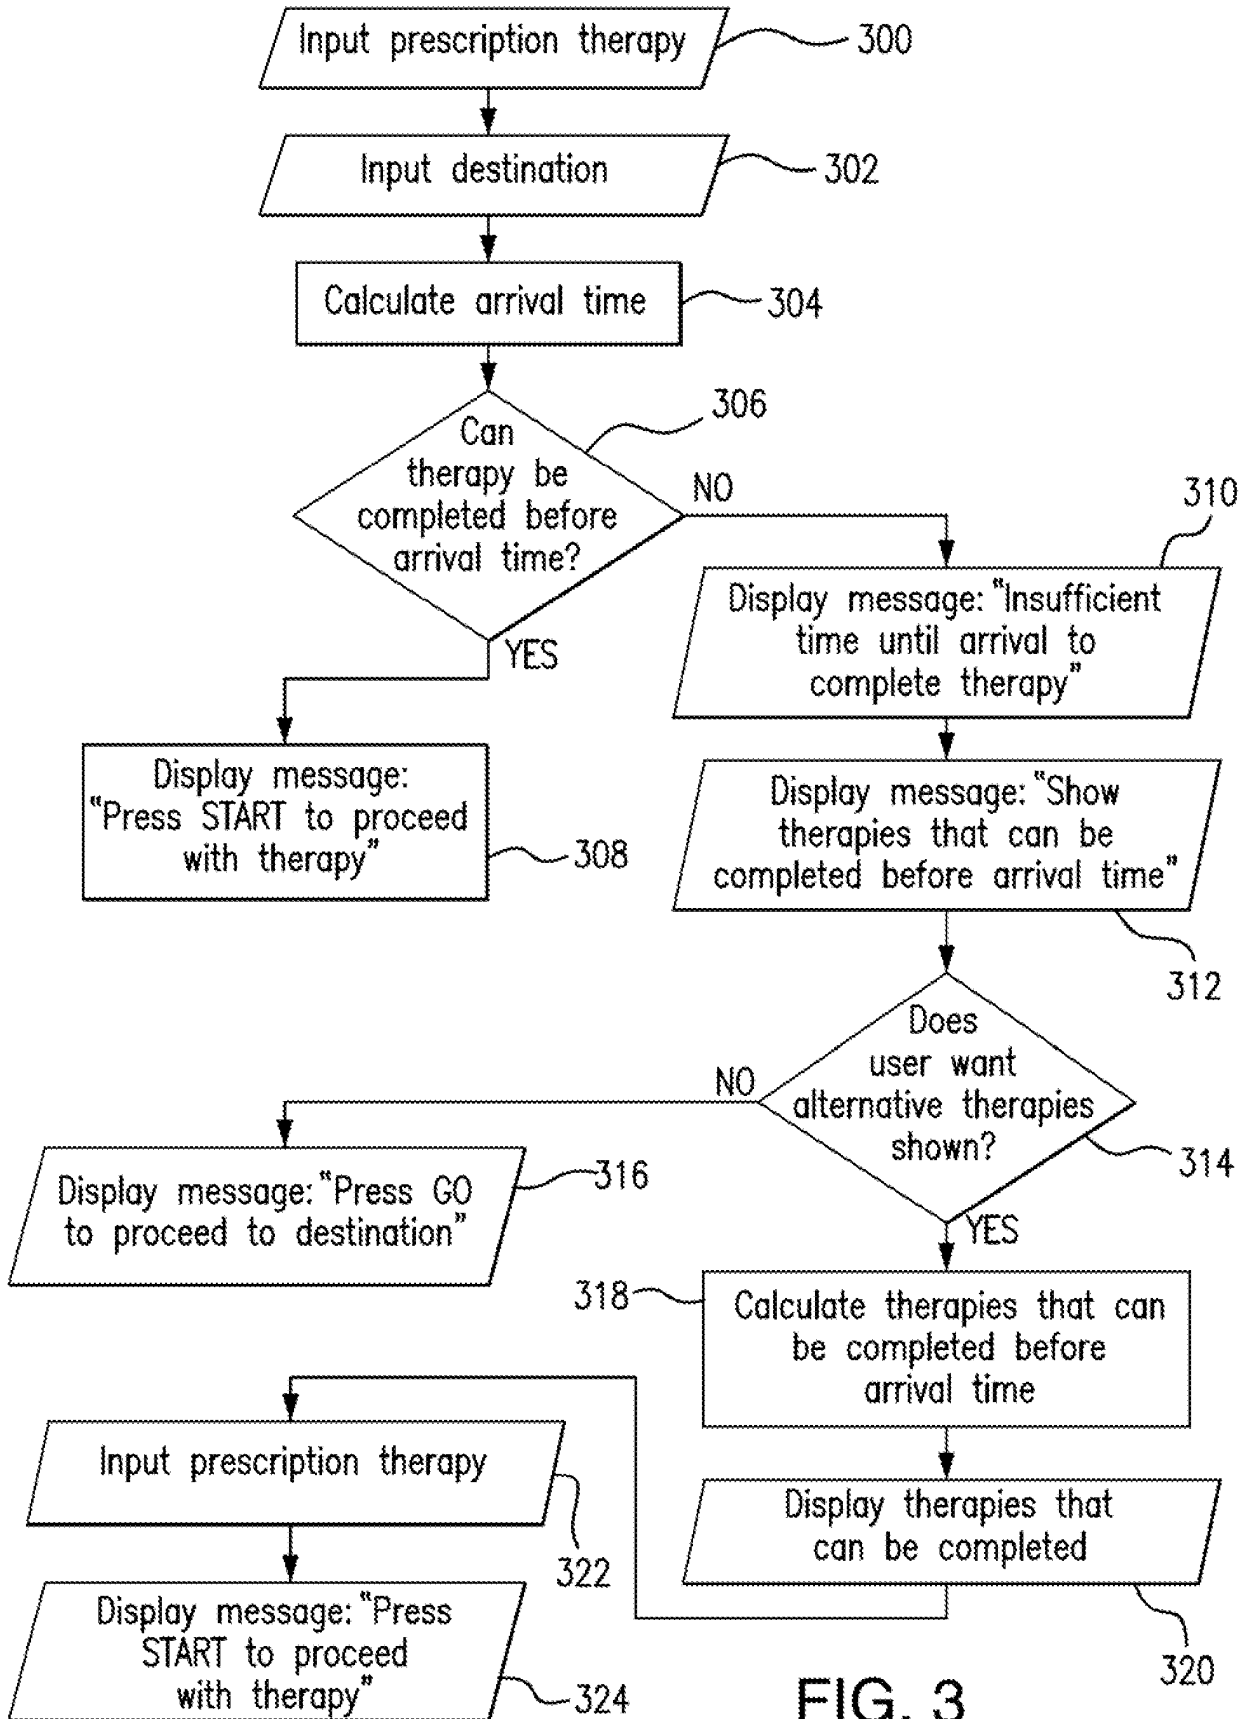 Input prescription therapy
300
Input destination
302
Calculate arrival time
304
306
Can
therapy be
completed before
arrival time?
NO
YES
310
Display message: "Insufficient
time until arrival to
complete therapy"
Display message:
"Press START to proceed
with therapy"
308
Display message: "Show
therapies that can be
completed before arrival time"
312
Does
user want
alternative therapies
shown?
314
NO
YES
Display message: "Press GO
to proceed to destination"
316
318
Calculate therapies that can
be completed before
arrival time
Display therapies that
can be completed
320
Input prescription therapy
322
Display message: "Press
START to proceed
with therapy"
324
FIG. 3